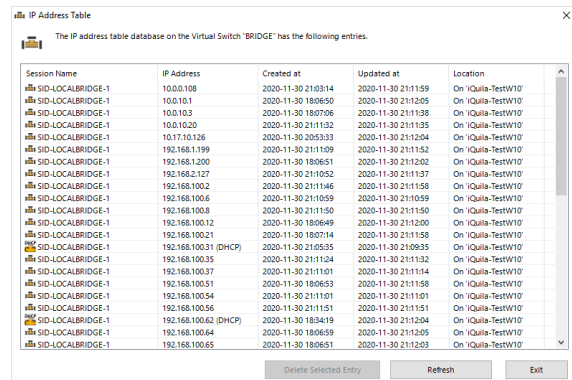 IP Address Table
The IP address table database on the Virtual Switch "BRIDGE" has the following entries.
Session Name IP Address Created at Updated at Location
SID-LOCALBRIDGE-1 10.0.0.108 2020-11-30 21:03:14 2020-11-30 21:11:59 On 'iQuila-TestW10'
SID-LOCALBRIDGE-1 10.0.10.1 2020-11-30 18:06:50 2020-11-30 21:12:05 On 'iQuila-TestW10'
SID-LOCALBRIDGE-1 10.0.10.3 2020-11-30 18:07:06 2020-11-30 21:11:38 On 'iQuila-TestW10'
SID-LOCALBRIDGE-1 10.0.10.20 2020-11-30 21:11:32 2020-11-30 21:11:35 On 'iQuila-TestW10'
SID-LOCALBRIDGE-1 10.17.10.126 2020-11-30 20:53:33 2020-11-30 21:12:04 On 'iQuila-TestW10'
SID-LOCALBRIDGE-1 192.168.1.199 2020-11-30 21:11:09 2020-11-30 21:11:52 On 'iQuila-TestW10'
SID-LOCALBRIDGE-1 192.168.1.200 2020-11-30 18:06:51 2020-11-30 21:12:02 On 'iQuila-TestW10'
SID-LOCALBRIDGE-1 192.168.2.127 2020-11-30 21:10:52 2020-11-30 21:11:37 On 'iQuila-TestW10'
SID-LOCALBRIDGE-1 192.168.100.2 2020-11-30 21:11:46 2020-11-30 21:11:58 On 'iQuila-TestW10'
SID-LOCALBRIDGE-1 192.168.100.6 2020-11-30 21:10:59 2020-11-30 21:10:59 On 'iQuila-TestW10'
SID-LOCALBRIDGE-1 192.168.100.8 2020-11-30 21:11:50 2020-11-30 21:11:50 On 'iQuila-TestW10'
SID-LOCALBRIDGE-1 192.168.100.12 2020-11-30 18:06:49 2020-11-30 21:12:00 On 'iQuila-TestW10'
SID-LOCALBRIDGE-1 192.168.100.21 2020-11-30 18:07:14 2020-11-30 21:11:58 On 'iQuila-TestW10'
DHCP SID-LOCALBRIDGE-1 192.168.100.31 (DHCP) 2020-11-30 21:05:35 2020-11-30 21:09:35 On 'iQuila-TestW10'
SID-LOCALBRIDGE-1 192.168.100.35 2020-11-30 21:11:24 2020-11-30 21:11:32 On 'iQuila-TestW10'
SID-LOCALBRIDGE-1 192.168.100.37 2020-11-30 21:11:01 2020-11-30 21:11:14 On 'iQuila-TestW10'
SID-LOCALBRIDGE-1 192.168.100.51 2020-11-30 18:06:53 2020-11-30 21:11:58 On 'iQuila-TestW10'
SID-LOCALBRIDGE-1 192.168.100.54 2020-11-30 21:11:01 2020-11-30 21:11:01 On 'iQuila-TestW10'
SID-LOCALBRIDGE-1 192.168.100.56 2020-11-30 21:11:51 2020-11-30 21:11:51 On 'iQuila-TestW10'
DHCP SID-LOCALBRIDGE-1 192.168.100.62 (DHCP) 2020-11-30 18:34:19 2020-11-30 21:12:04 On 'iQuila-TestW10'
SID-LOCALBRIDGE-1 192.168.100.64 2020-11-30 18:06:59 2020-11-30 21:12:05 On 'iQuila-TestW10'
SID-LOCALBRIDGE-1 192.168.100.65 2020-11-30 18:06:51 2020-11-30 21:12:03 On 'iQuila-TestW10'
Delete Selected Entry Refresh Exit